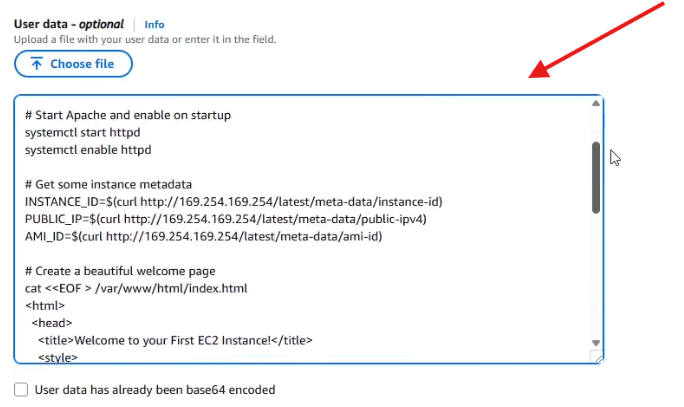 User data - optional | Info
Upload a file with your user data or enter it in the field.
Choose file
# Start Apache and enable on startup
systemctl start httpd
systemctl enable httpd
# Get some instance metadata
INSTANCE_ID=$(curl http://169.254.169.254/latest/meta-data/instance-id)
PUBLIC_IP=$(curl http://169.254.169.254/latest/meta-data/public-ipv4)
AMI_ID=$(curl http://169.254.169.254/latest/meta-data/ami-id)
# Create a beautiful welcome page
cat <<EOF > /var/www/html/index.html
<html>
<head>
<title>Welcome to your First EC2 Instance!</title>
<style>
User data has already been base64 encoded